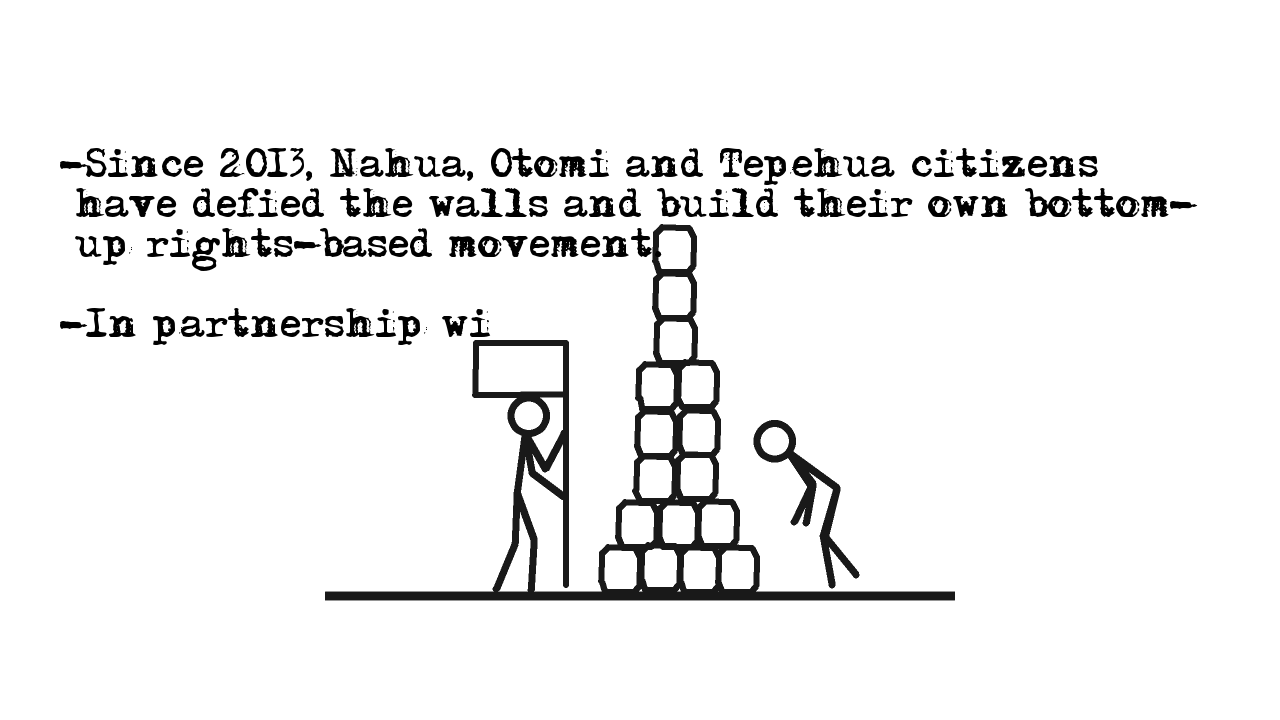 -Since 2013, Nahua, Otomi and Tepehua citizens
have defied the walls and build their own bottom-
up rights-based movement.
-In partnership wi